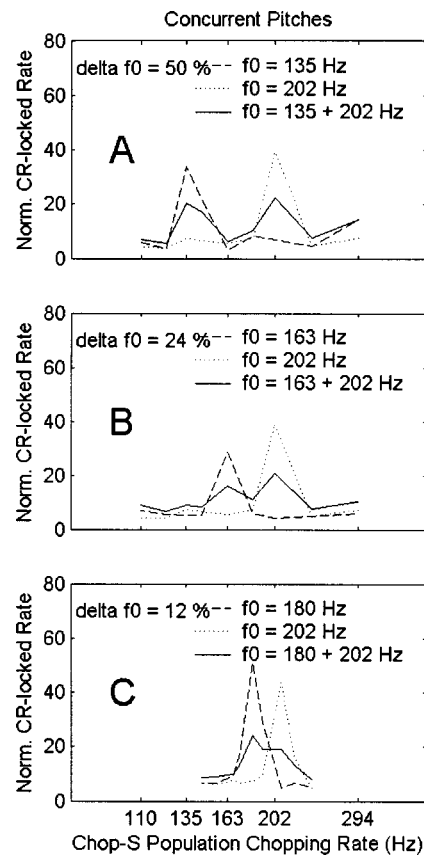 Concurrent Pitches
80
60
40
20
0
Norm. CR-locked Rate
delta f0 = 50 %
f0 = 135 Hz
f0 = 202 Hz
f0 = 135 + 202 Hz
A
80
60
40
20
0
Norm. CR-locked Rate
delta f0 = 24 %
f0 = 163 Hz
f0 = 202 Hz
f0 = 163 + 202 Hz
B
80
60
40
20
0
Norm. CR-locked Rate
delta f0 = 12 %
f0 = 180 Hz
f0 = 202 Hz
f0 = 180 + 202 Hz
C
110 135 163 202 294
Chop-S Population Chopping Rate (Hz)